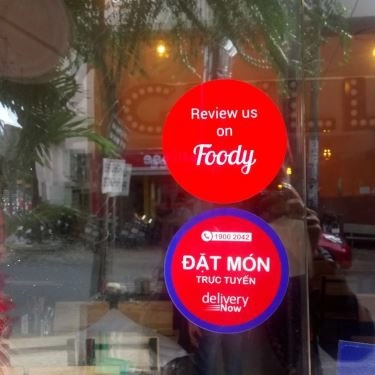 Review us
on
Foody
1900 2042
ĐẶT MÓN
TRỰC TUYẾN
delivery
Now